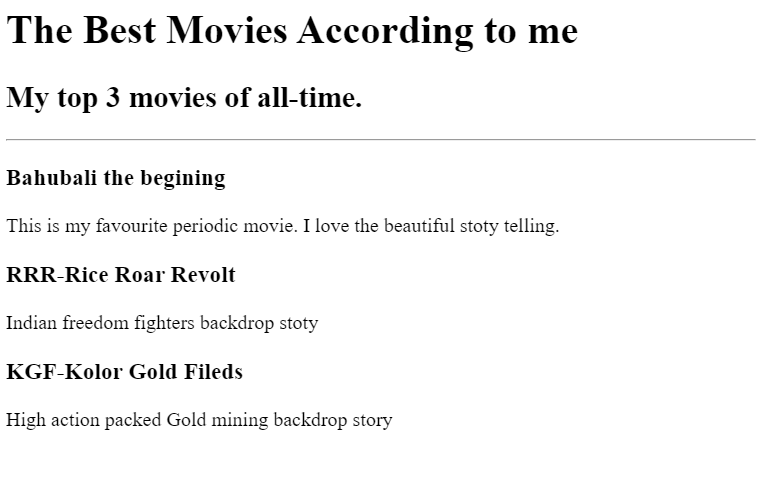 The Best Movies According to me
My top 3 movies of all-time.
Bahubali the begining
This is my favourite periodic movie. I love the beautiful stoty telling.
RRR-Rice Roar Revolt
Indian freedom fighters backdrop stoty
KGF-Kolor Gold Fileds
High action packed Gold mining backdrop story